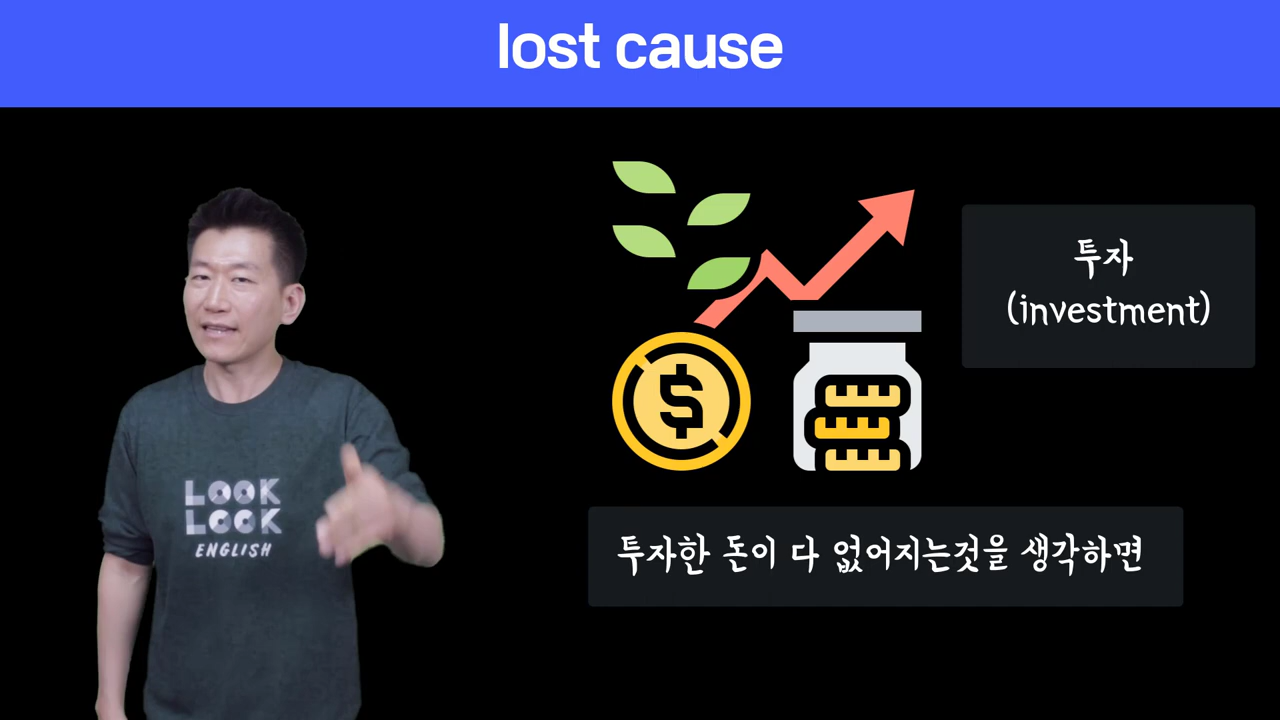 lost cause
투자
(investment)
LOOK
LOOK
ENGLISH
투자한 돈이 다 없어지는것을 생각하면